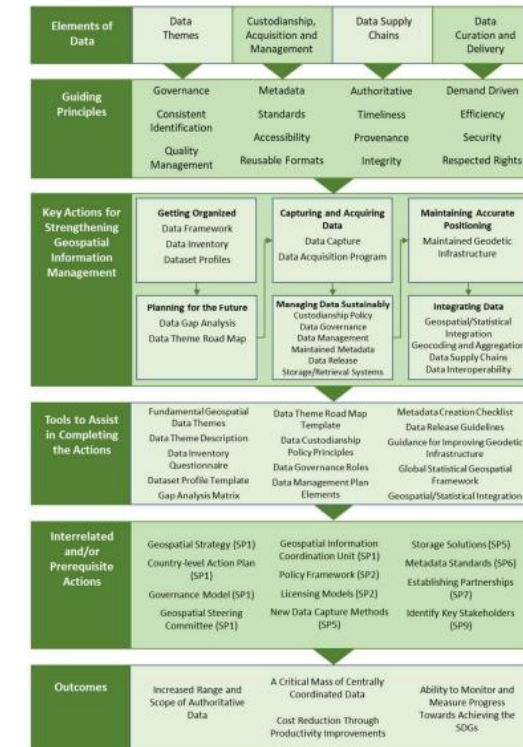 Elements of
Data
Data
Themes
Custodianship,
Acquisition and
Management
Data Supply
Chains
Data
Curation and
Delivery
Guiding
Principles
Governance
Consistent
Identification
Quality
Management
Metadata
Standards
Accessibility
Reusable Formats
Authoritative
Timeliness
Provenance
Integrity
Demand Driven
Efficiency
Security
Respected Rights
Key Actions for
Strengthening
Geospatial
Information
Management
Getting Organized
Data Framework
Data Inventory
Dataset Profiles
Planning for the Future
Data Gap Analysis
Data Theme Road Map
Capturing and Acquiring
Data
Data Capture
Data Acquisition Program
Managing Data Sustainably
Custodianship Policy
Data Governance
Data Management
Maintained Metadata
Data Release
Storage/Retrieval Systems
Maintaining Accurate
Positioning
Maintained Geodetic
Infrastructure
Integrating Data
Geospatial/Statistical
Integration
Geocoding and Aggregation
Data Supply Chains
Data Interoperability
Tools to Assist
in Completing
the Actions
Fundamental Geospatial
Data Themes
Data Theme Description
Data Inventory
Questionnaire
Dataset Profile Template
Gap Analysis Matrix
Data Theme Road Map
Template
Data Custodianship
Policy Principles
Data Governance Roles
Data Management Plan
Elements
Metadata Creation Checklist
Data Release Guidelines
Guidance for Improving Geodetic
Infrastructure
Global Statistical Geospatial
Framework
Geospatial/Statistical Integration
Interrelated
and/or
Prerequisite
Actions
Geospatial Strategy (SP1)
Country-level Action Plan
(SP1)
Governance Model (SP1)
Geospatial Steering
Committee (SP1)
Geospatial Information
Coordination Unit (SP1)
Policy Framework (SP2)
Licensing Models (SP2)
New Data Capture Methods
(SP5)
Storage Solutions (SP5)
Metadata Standards (SP6)
Establishing Partnerships
(SP7)
Identify Key Stakeholders
(SP9)
Outcomes
Increased Range and
Scope of Authoritative
Data
A Critical Mass of Centrally
Coordinated Data
Cost Reduction Through
Productivity Improvements
Ability to Monitor and
Measure Progress
Towards Achieving the
SDGs